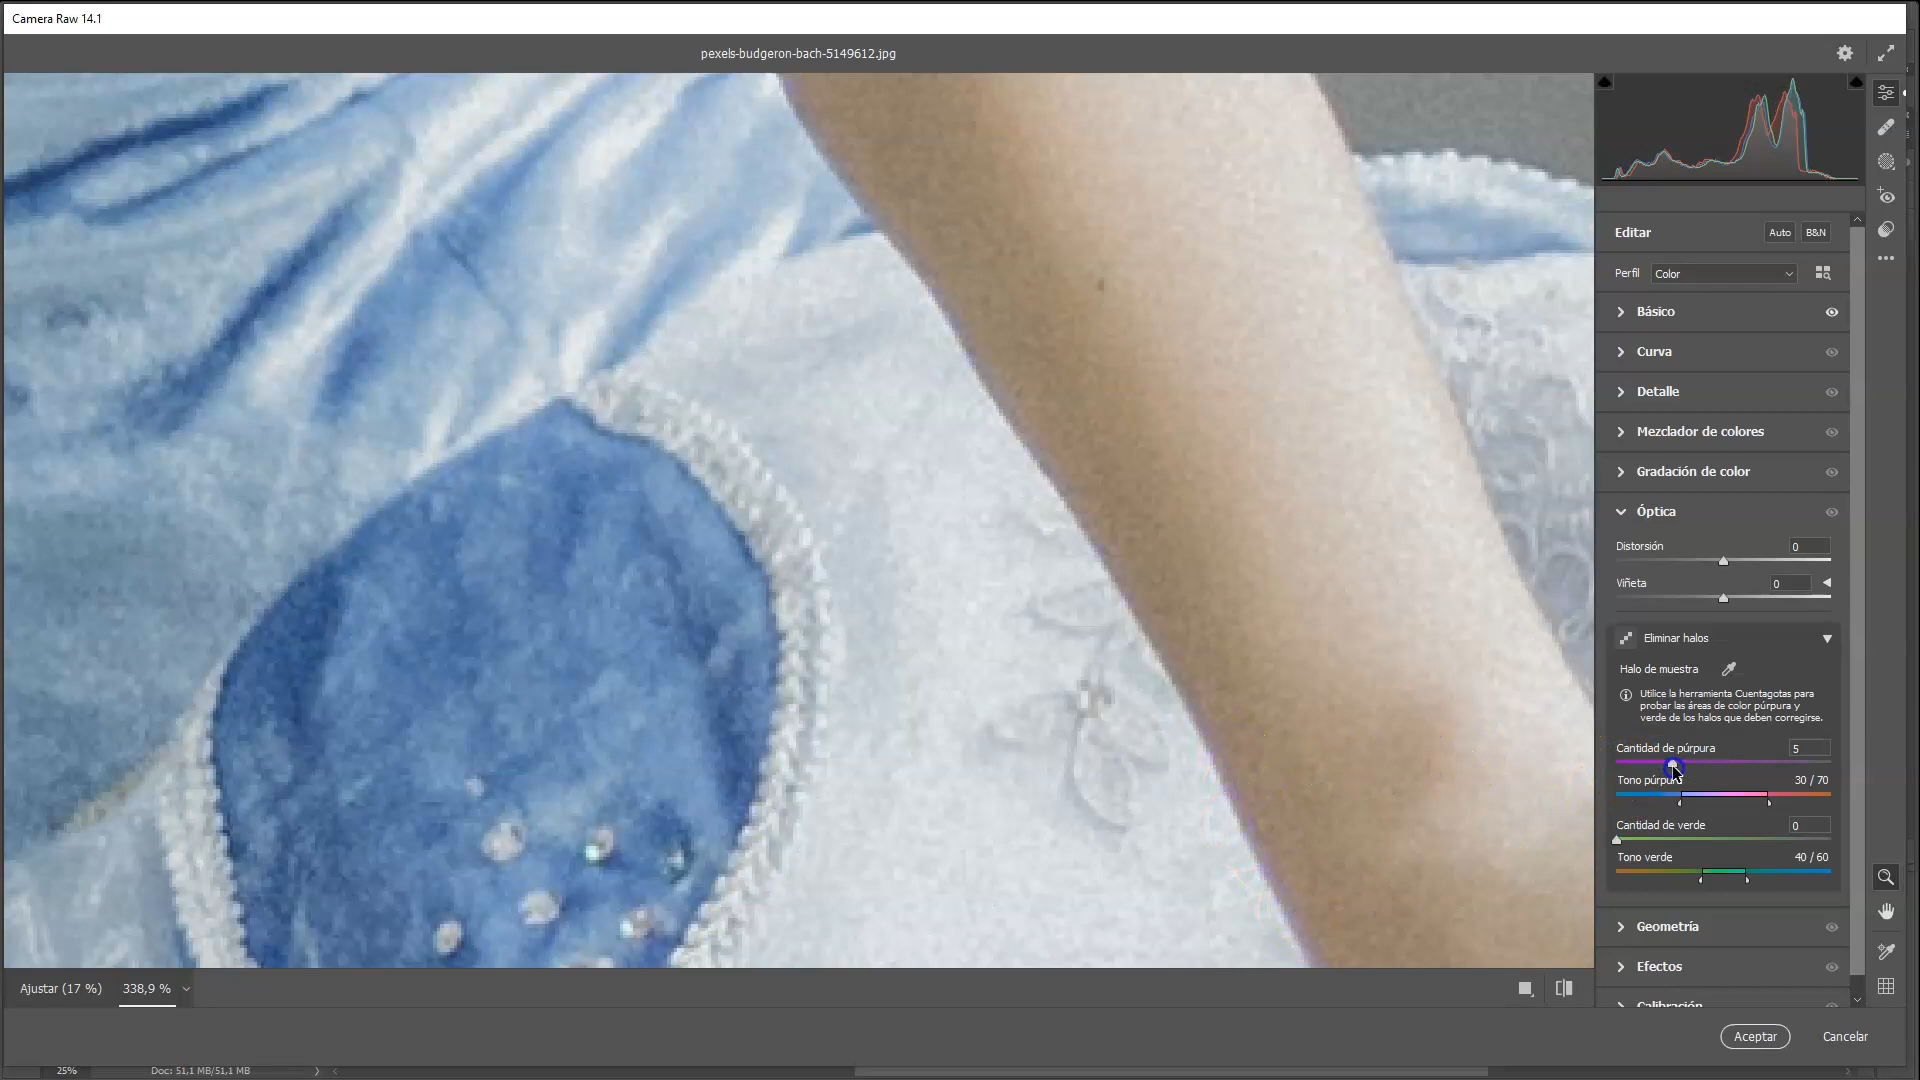 Camera Raw 14.1
pexels-budgeron-bach-5149612.jpg
Editar Auto B&N
Perfil Color
Básico
Curva
Detalle
Mezclador de colores
Gradación de color
Óptica
Distorsión 0
Viñeta 0
Eliminar halos
Halo de muestra
Utilice la herramienta Cuentagotas para
probar las áreas de color púrpura y
verde de los halos que deben corregirse.
Cantidad de púrpura 5
Tono púrpura 30 / 70
Cantidad de verde 0
Tono verde 40 / 60
Geometría
Efectos
Calibración
Ajustar (17 %) 338,9 %
Aceptar Cancelar
25% Doc: 51,1 MB/51,1 MB